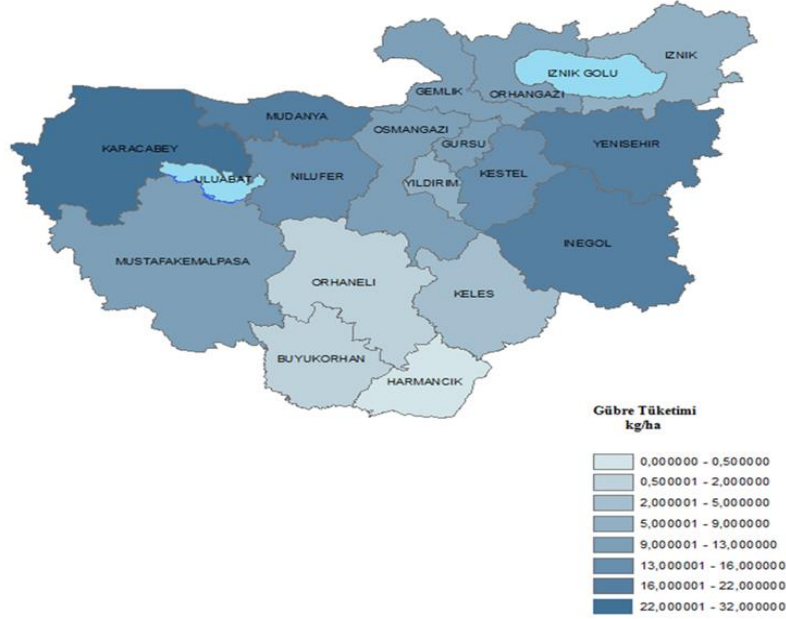 IZNIK
IZNIK GOLU
GEMLIK
ORHANGAZI
MUDANYA
OSMANGAZI
GURSU
YENISEHIR
KARACABEY
ULUABAT
NILUFER
YILDIRIM
KESTEL
INEGOL
MUSTAFAKEMALPASA
ORHANELI
KELES
BUYUKORHAN
HARMANCIK
Gübre Tüketimi
kg/ha
0,000000 - 0,500000
0,500001 - 2,000000
2,000001 - 5,000000
5,000001 - 9,000000
9,000001 - 13,000000
13,000001 - 16,000000
16,000001 - 22,000000
22,000001 - 32,000000